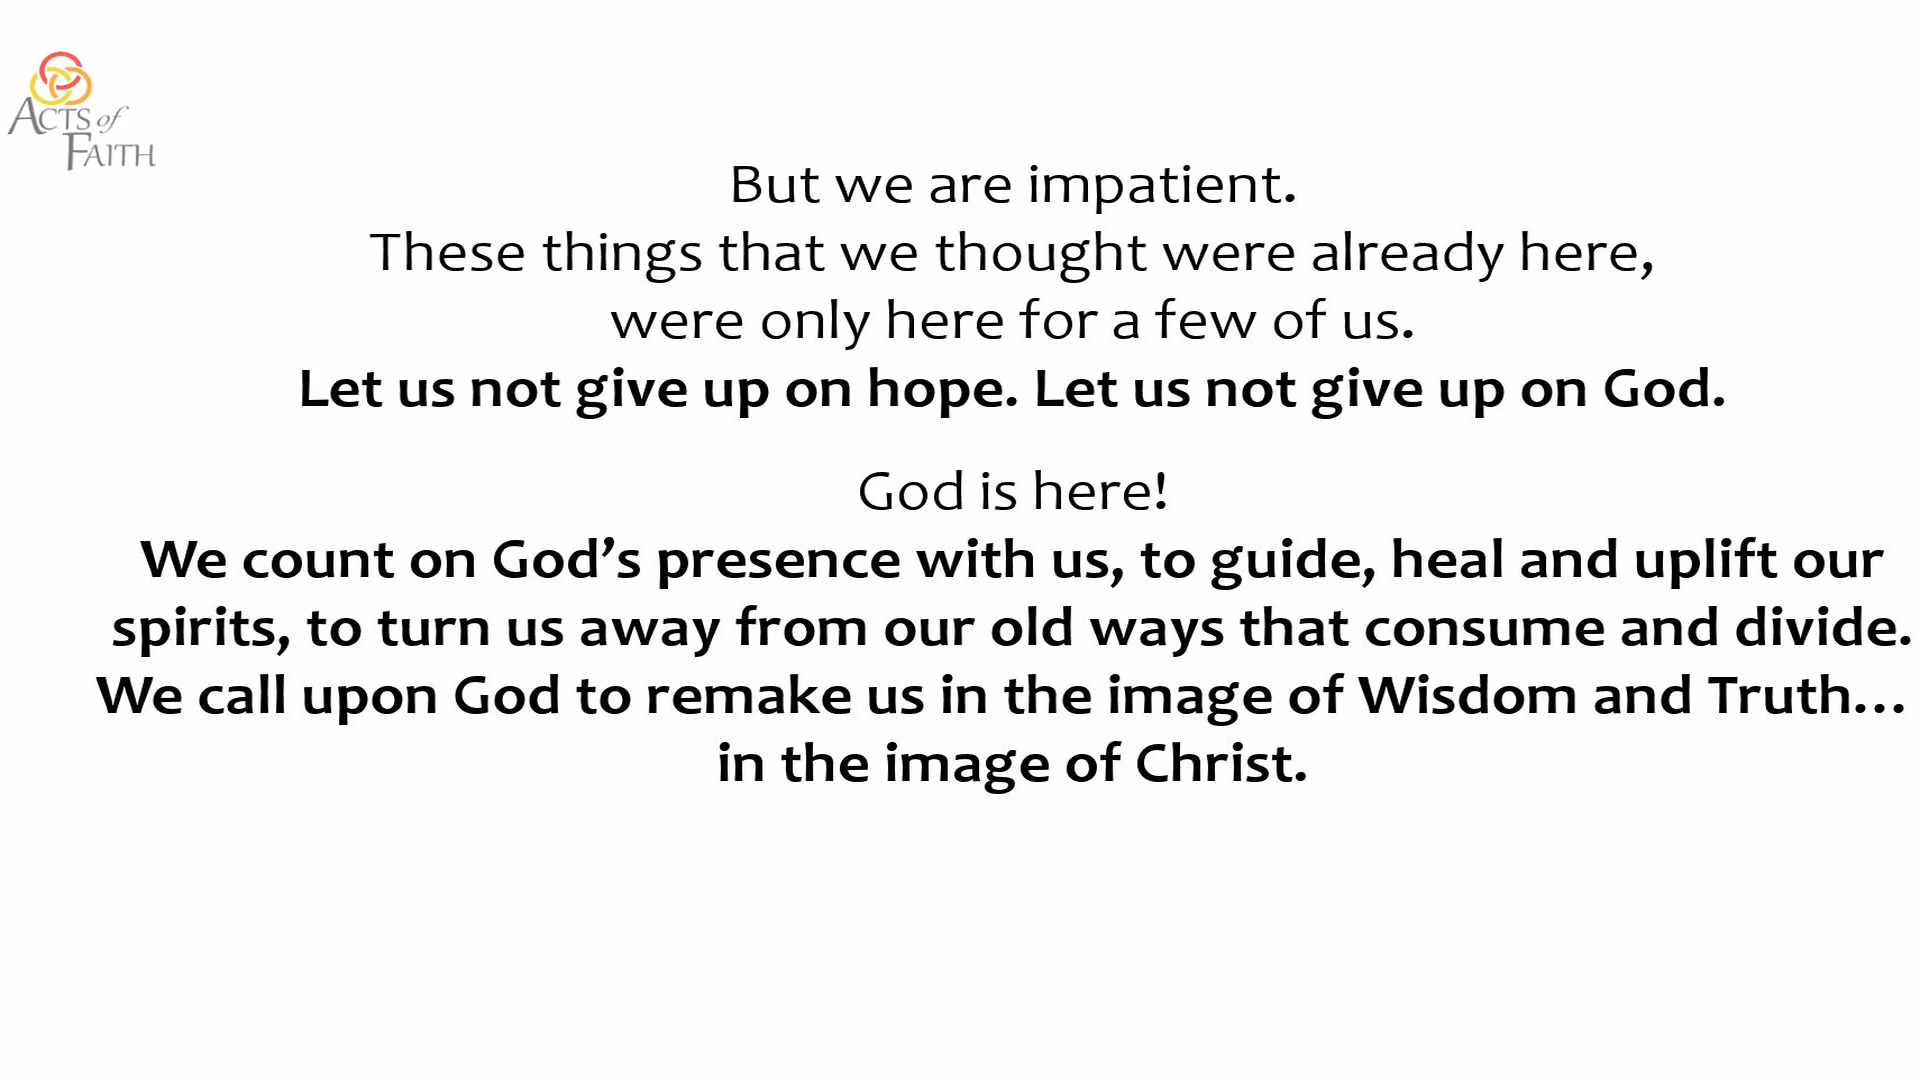 ACTS of
FAITH
But we are impatient.
These things that we thought were already here,
were only here for a few of us.
Let us not give up on hope. Let us not give up on God.
God is here!
We count on God’s presence with us, to guide, heal and uplift our
spirits, to turn us away from our old ways that consume and divide.
We call upon God to remake us in the image of Wisdom and Truth…
in the image of Christ.